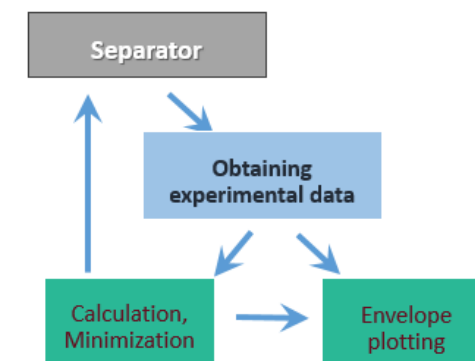 Separator
Obtaining
experimental data
Calculation,
Minimization
Envelope
plotting